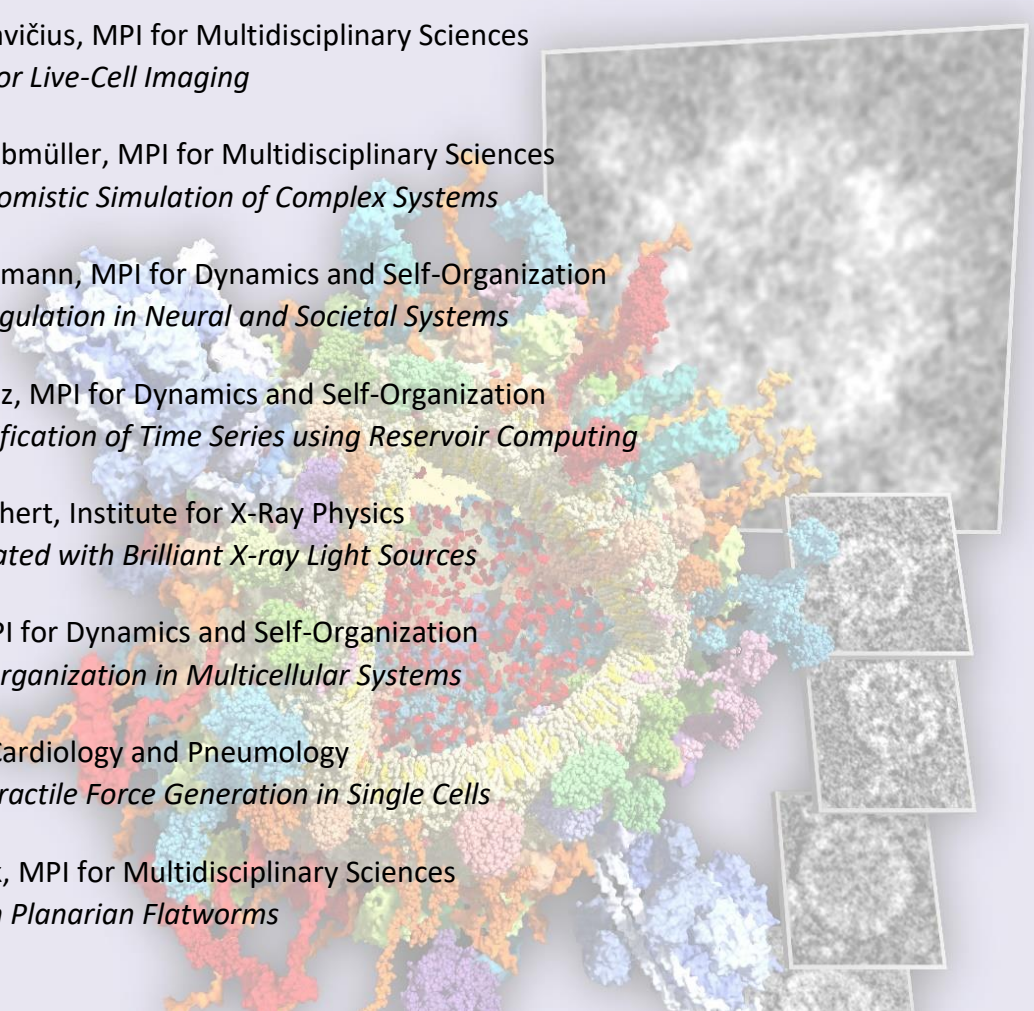 avičius, MPI for Multidisciplinary Sciences
or Live-Cell Imaging
bmüller, MPI for Multidisciplinary Sciences
omistic Simulation of Complex Systems
mann, MPI for Dynamics and Self-Organization
gulation in Neural and Societal Systems
z, MPI for Dynamics and Self-Organization
ification of Time Series using Reservoir Computing
hert, Institute for X-Ray Physics
ated with Brilliant X-ray Light Sources
PI for Dynamics and Self-Organization
rganization in Multicellular Systems
Cardiology and Pneumology
ractile Force Generation in Single Cells
k, MPI for Multidisciplinary Sciences
n Planarian Flatworms